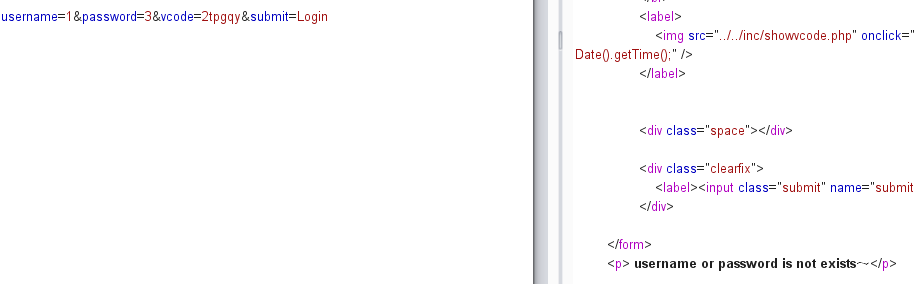 username=1&password=3&vcode=2tpgqy&submit=Login
<label>
<img src="../../inc/showvcode.php" onclick="
Date().getTime();" />
</label>
<div class="space"></div>
<div class="clearfix">
<label><input class="submit" name="submit
</div>
</form>
<p> username or password is not exists~</p>